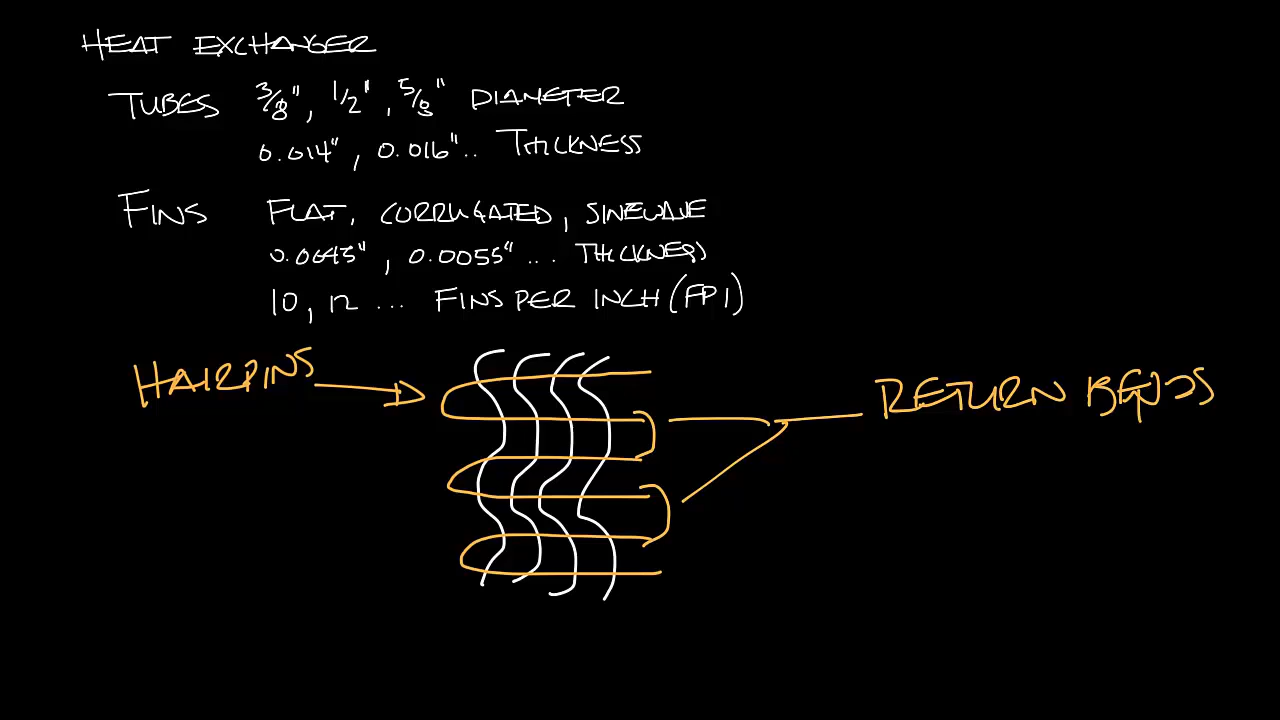 HEAT EXCHANGER
TUBES 3/8", 1/2", 5/8" DIAMETER
0.014", 0.016".. THICKNESS
FINS FLAT, CORRUGATED, SINEWAVE
0.0045", 0.0055" ... THICKNESS
10, 12 ... FINS PER INCH (FPI)
HAIRPINS
RETURN BENDS